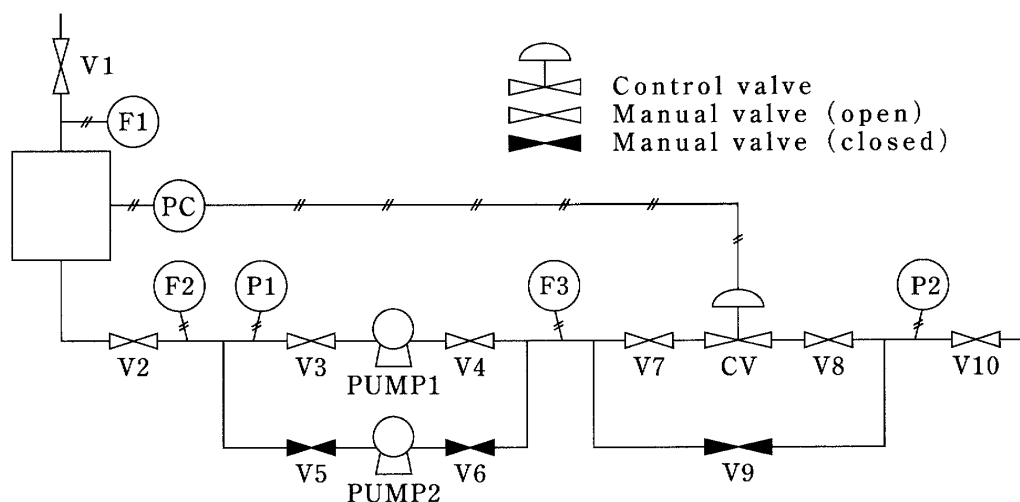 V1
F1
Control valve
Manual valve (open)
Manual valve (closed)
PC
F2
P1
F3
P2
V2
V3
V4
V7
CV
V8
V10
PUMP1
V5
V6
V9
PUMP2